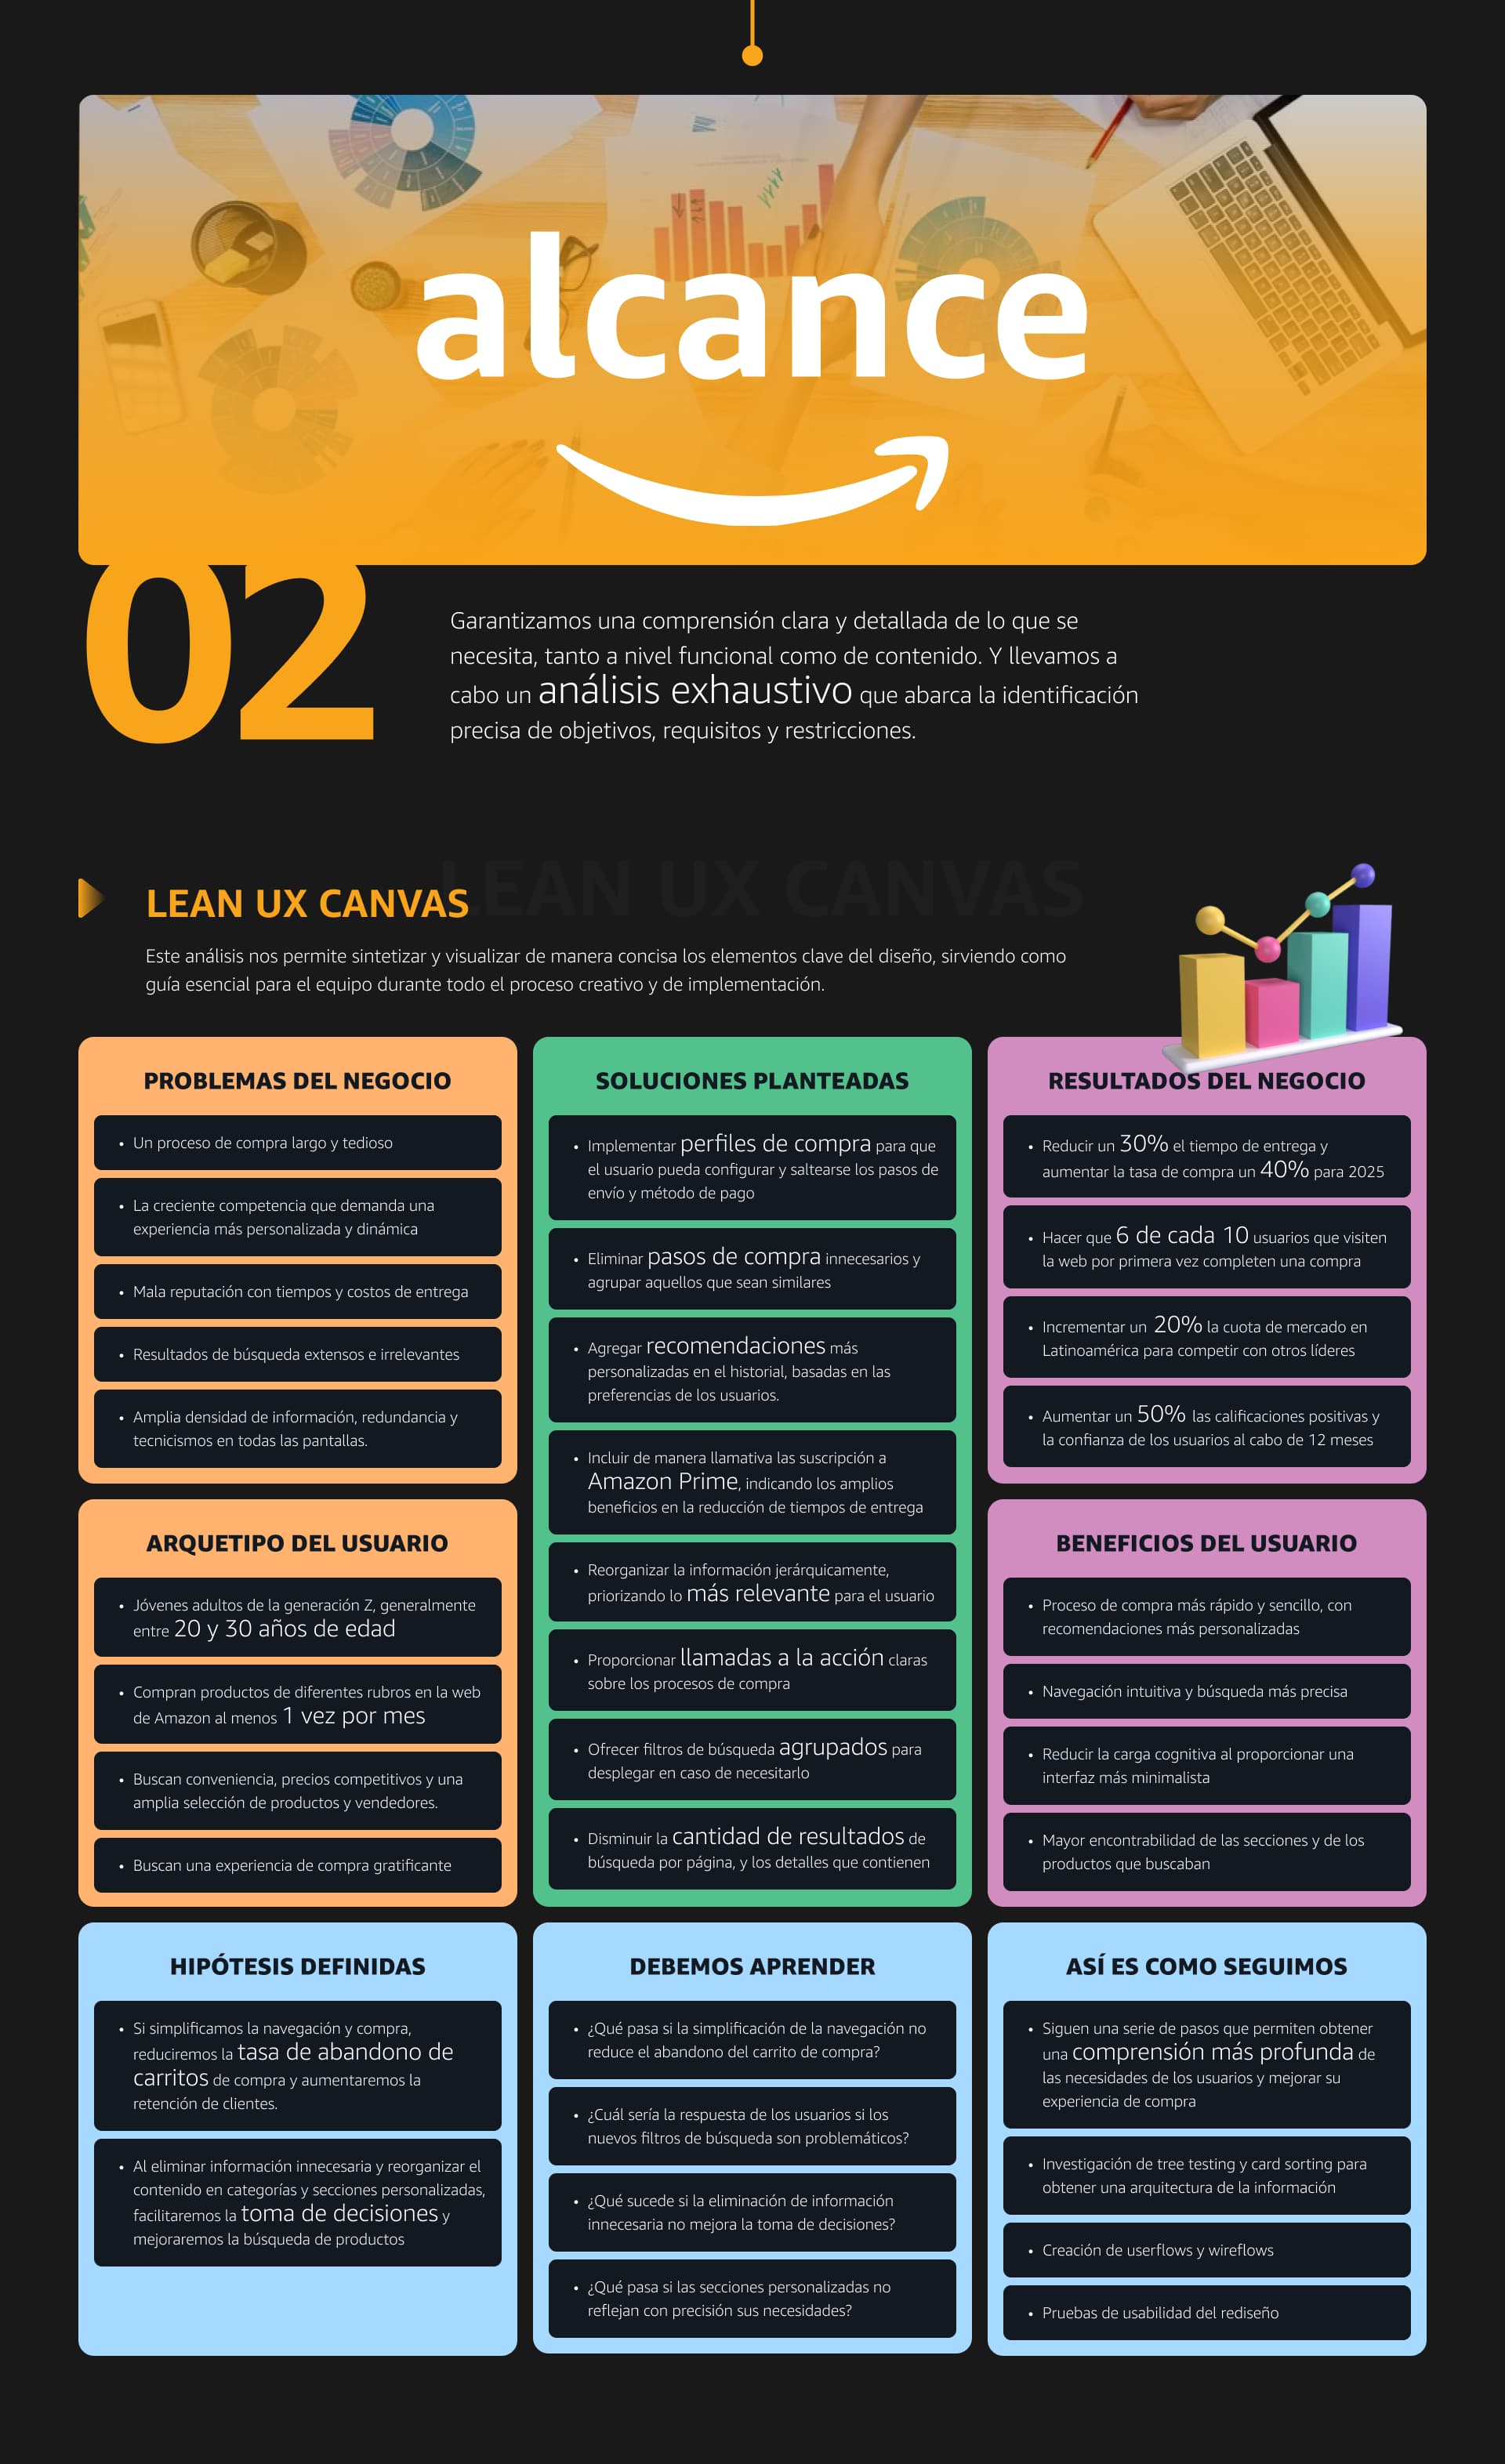 alcance
02
Garantizamos una comprensión clara y detallada de lo que se
necesita, tanto a nivel funcional como de contenido. Y llevamos a
cabo un análisis exhaustivo que abarca la identificación
precisa de objetivos, requisitos y restricciones.
LEAN UX CANVAS
LEAN UX CANVAS
Este análisis nos permite sintetizar y visualizar de manera concisa los elementos clave del diseño, sirviendo como
guía esencial para el equipo durante todo el proceso creativo y de implementación.
PROBLEMAS DEL NEGOCIO
• Un proceso de compra largo y tedioso
• La creciente competencia que demanda una
experiencia más personalizada y dinámica
• Mala reputación con tiempos y costos de entrega
• Resultados de búsqueda extensos e irrelevantes
• Amplia densidad de información, redundancia y
tecnicismos en todas las pantallas.
ARQUETIPO DEL USUARIO
• Jóvenes adultos de la generación Z, generalmente
entre 20 y 30 años de edad
• Compran productos de diferentes rubros en la web
de Amazon al menos 1 vez por mes
• Buscan conveniencia, precios competitivos y una
amplia selección de productos y vendedores.
• Buscan una experiencia de compra gratificante
SOLUCIONES PLANTEADAS
• Implementar perfiles de compra para que
el usuario pueda configurar y saltearse los pasos de
envío y método de pago
• Eliminar pasos de compra innecesarios y
agrupar aquellos que sean similares
• Agregar recomendaciones más
personalizadas en el historial, basadas en las
preferencias de los usuarios.
• Incluir de manera llamativa las suscripción a
Amazon Prime, indicando los amplios
beneficios en la reducción de tiempos de entrega
• Reorganizar la información jerárquicamente,
priorizando lo más relevante para el usuario
• Proporcionar llamadas a la acción claras
sobre los procesos de compra
• Ofrecer filtros de búsqueda agrupados para
desplegar en caso de necesitarlo
• Disminuir la cantidad de resultados de
búsqueda por página, y los detalles que contienen
RESULTADOS DEL NEGOCIO
• Reducir un 30% el tiempo de entrega y
aumentar la tasa de compra un 40% para 2025
• Hacer que 6 de cada 10 usuarios que visiten
la web por primera vez completen una compra
• Incrementar un 20% la cuota de mercado en
Latinoamérica para competir con otros líderes
• Aumentar un 50% las calificaciones positivas y
la confianza de los usuarios al cabo de 12 meses
BENEFICIOS DEL USUARIO
• Proceso de compra más rápido y sencillo, con
recomendaciones más personalizadas
• Navegación intuitiva y búsqueda más precisa
• Reducir la carga cognitiva al proporcionar una
interfaz más minimalista
• Mayor encontrabilidad de las secciones y de los
productos que buscaban
HIPÓTESIS DEFINIDAS
• Si simplificamos la navegación y compra,
reduciremos la tasa de abandono de
carritos de compra y aumentaremos la
retención de clientes.
• Al eliminar información innecesaria y reorganizar el
contenido en categorías y secciones personalizadas,
facilitaremos la toma de decisiones y
mejoraremos la búsqueda de productos
DEBEMOS APRENDER
• ¿Qué pasa si la simplificación de la navegación no
reduce el abandono del carrito de compra?
• ¿Cuál sería la respuesta de los usuarios si los
nuevos filtros de búsqueda son problemáticos?
• ¿Qué sucede si la eliminación de información
innecesaria no mejora la toma de decisiones?
• ¿Qué pasa si las secciones personalizadas no
reflejan con precisión sus necesidades?
ASÍ ES COMO SEGUIMOS
• Siguen una serie de pasos que permiten obtener
una comprensión más profunda de
las necesidades de los usuarios y mejorar su
experiencia de compra
• Investigación de tree testing y card sorting para
obtener una arquitectura de la información
• Creación de userflows y wireflows
• Pruebas de usabilidad del rediseño